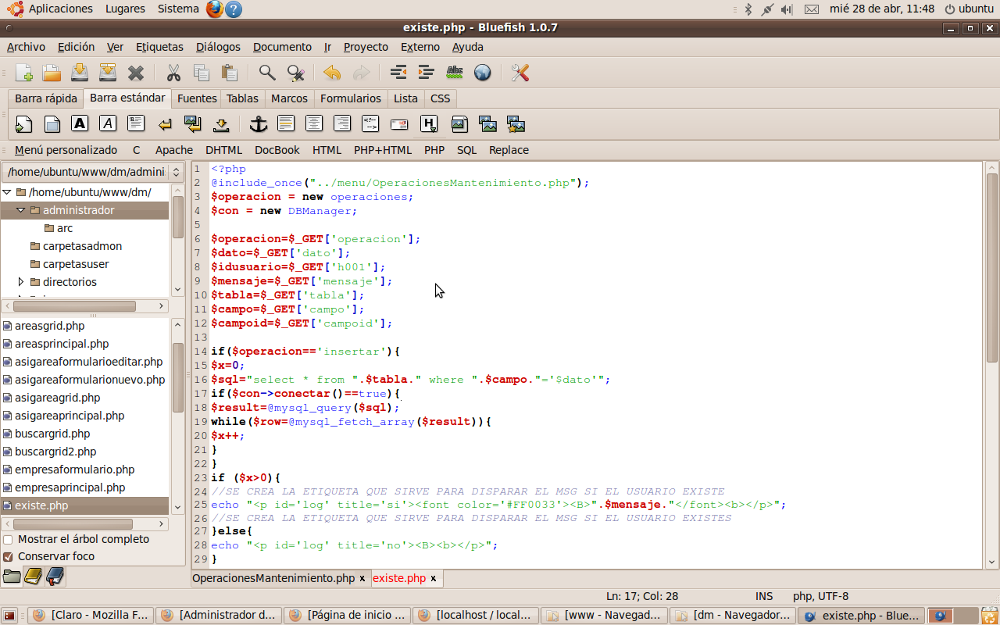 Aplicaciones Lugares Sistema mié 28 de abr, 11:48 ubuntu
existe.php - Bluefish 1.0.7
Archivo Edición Ver Etiquetas Diálogos Documento Ir Proyecto Externo Ayuda
Abc
Barra rápida Barra estándar Fuentes Tablas Marcos Formularios Lista CSS
A A H
Menú personalizado C Apache DHTML DocBook HTML PHP+HTML PHP SQL Replace
/home/ubuntu/www/dm/admini
/home/ubuntu/www/dm/
administrador
arc
carpetasadmon
carpetasuser
directorios
areasgrid.php
areasprincipal.php
asigareaformularioeditar.php
asigareaformularionuevo.php
asigareagrid.php
asigareaprincipal.php
buscargrid.php
buscargrid2.php
empresaformulario.php
empresaprincipal.php
existe.php
Mostrar el árbol completo
Conservar foco
1 <?php
2 @include_once("../menu/OperacionesMantenimiento.php");
3 $operacion = new operaciones;
4 $con = new DBManager;
5
6 $operacion=$_GET['operacion'];
7 $dato=$_GET['dato'];
8 $idusuario=$_GET['h001'];
9 $mensaje=$_GET['mensaje'];
10 $tabla=$_GET['tabla'];
11 $campo=$_GET['campo'];
12 $campoid=$_GET['campoid'];
13
14 if($operacion=='insertar'){
15 $x=0;
16 $sql="select * from ".$tabla." where ".$campo."='$dato'";
17 if($con->conectar()==true){
18 $result=@mysql_query($sql);
19 while($row=@mysql_fetch_array($result)){
20 $x++;
21 }
22 }
23 if ($x>0){
24 //SE CREA LA ETIQUETA QUE SIRVE PARA DISPARAR EL MSG SI EL USUARIO EXISTE
25 echo "<p id='log' title='si'><font color='#FF0033'><B>".$mensaje."</font><b></p>";
26 //SE CREA LA ETIQUETA QUE SIRVE PARA DISPARAR EL MSG SI EL USUARIO EXISTES
27 }else{
28 echo "<p id='log' title='no'><B><b></p>";
29 }
OperacionesMantenimiento.php existe.php
Ln: 17; Col: 28 INS php, UTF-8
[Claro - Mozilla F... [Administrador d... [Página de inicio ... [localhost / local... [www - Navegad... [dm - Navegador... existe.php - Blue...